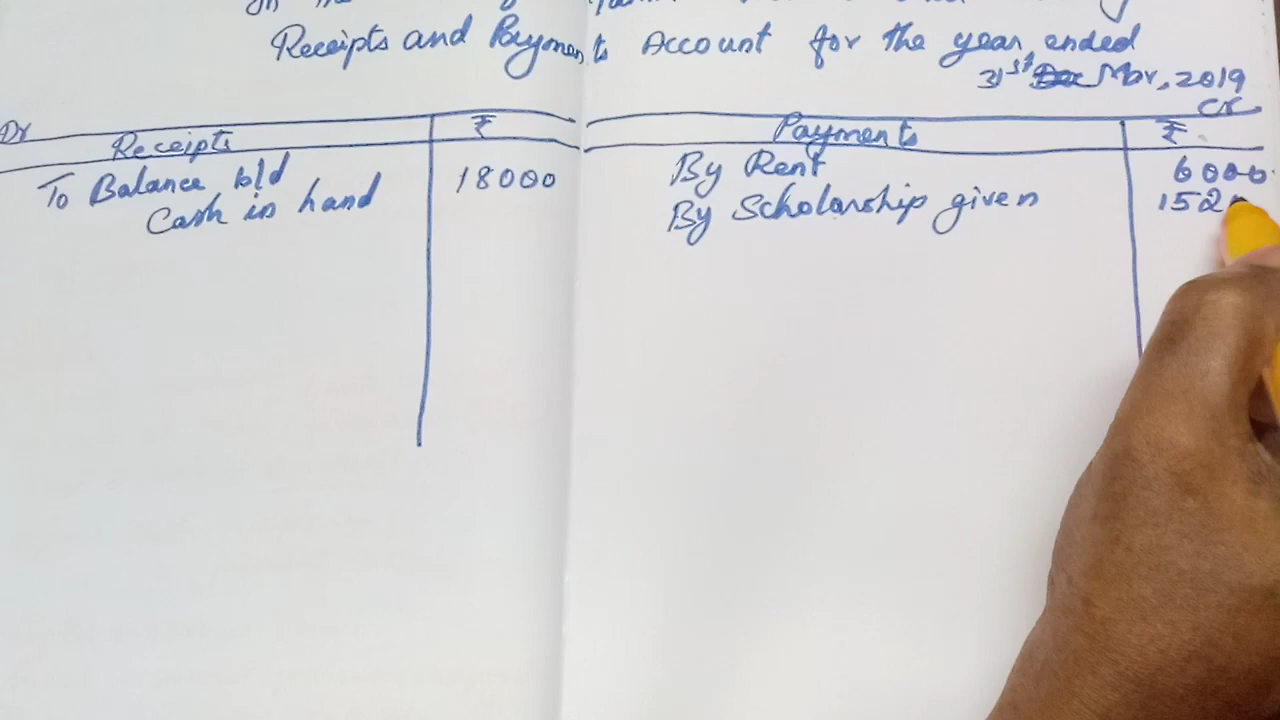 Receipts and Payments Account for the year ended
31st Mar, 2019
Dr
Cr
Receipts ₹ Payments ₹
To Balance b/d 18000 By Rent 6000
Cash in hand By Scholarship given 152